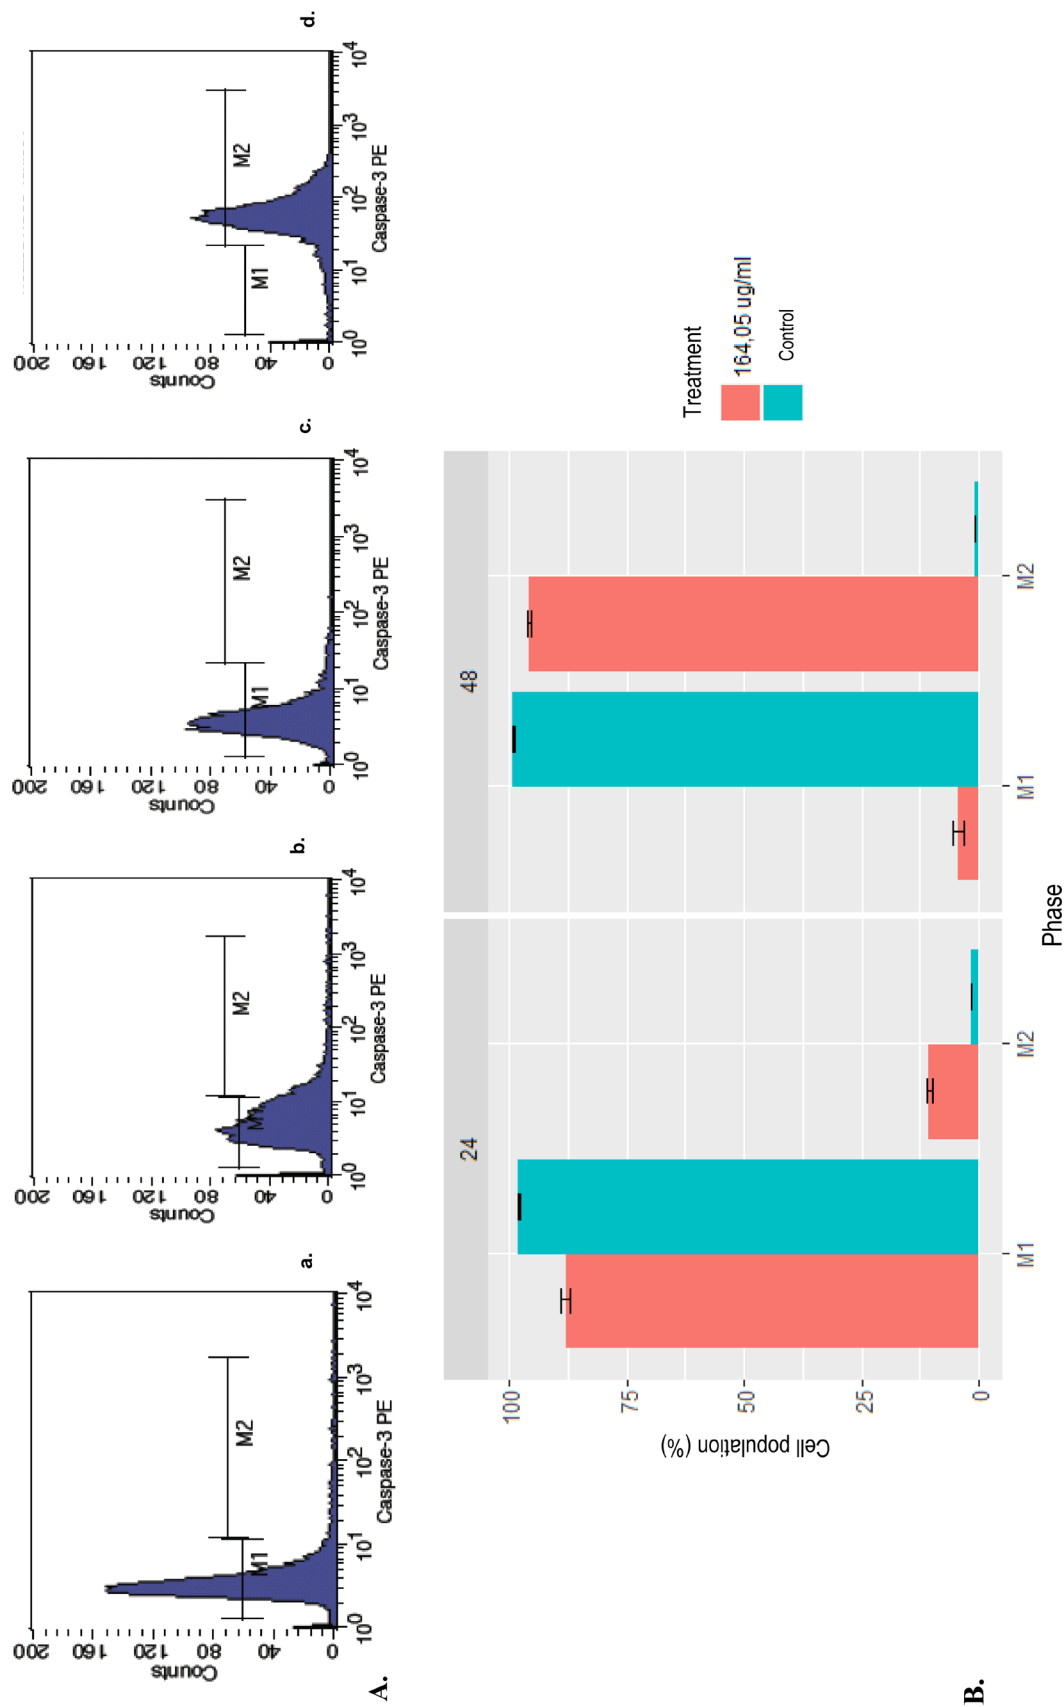 A.
a.
Counts
200
160
120
80
40
0
M1
M2
10^0
10^1
10^2
10^3
10^4
Caspase-3 PE
b.
Counts
200
160
120
80
40
0
M2
10^0
10^1
10^2
10^3
10^4
Caspase-3 PE
c.
Counts
200
160
120
80
40
0
M1
M2
10^0
10^1
10^2
10^3
10^4
Caspase-3 PE
d.
Counts
200
160
120
80
40
0
M1
M2
10^0
10^1
10^2
10^3
10^4
Caspase-3 PE
B.
24
48
Cell population (%)
100
75
50
25
0
M1
M2
M1
M2
Phase
Treatment
164,05 ug/ml
Control